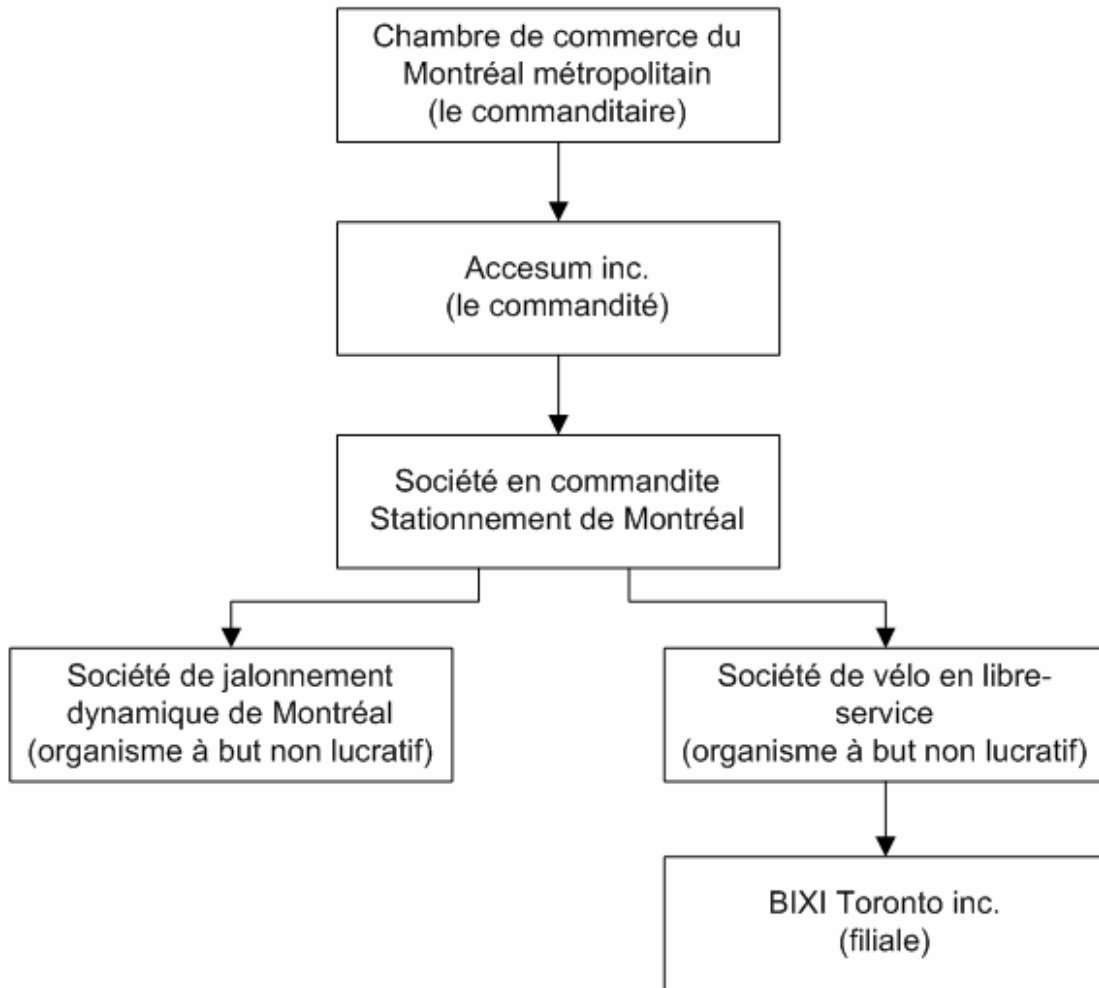 Chambre de commerce du
Montréal métropolitain
(le commanditaire)
Accesum inc.
(le commandité)
Société en commandite
Stationnement de Montréal
Société de jalonnement
dynamique de Montréal
(organisme à but non lucratif)
Société de vélo en libre-
service
(organisme à but non lucratif)
BIXI Toronto inc.
(filiale)